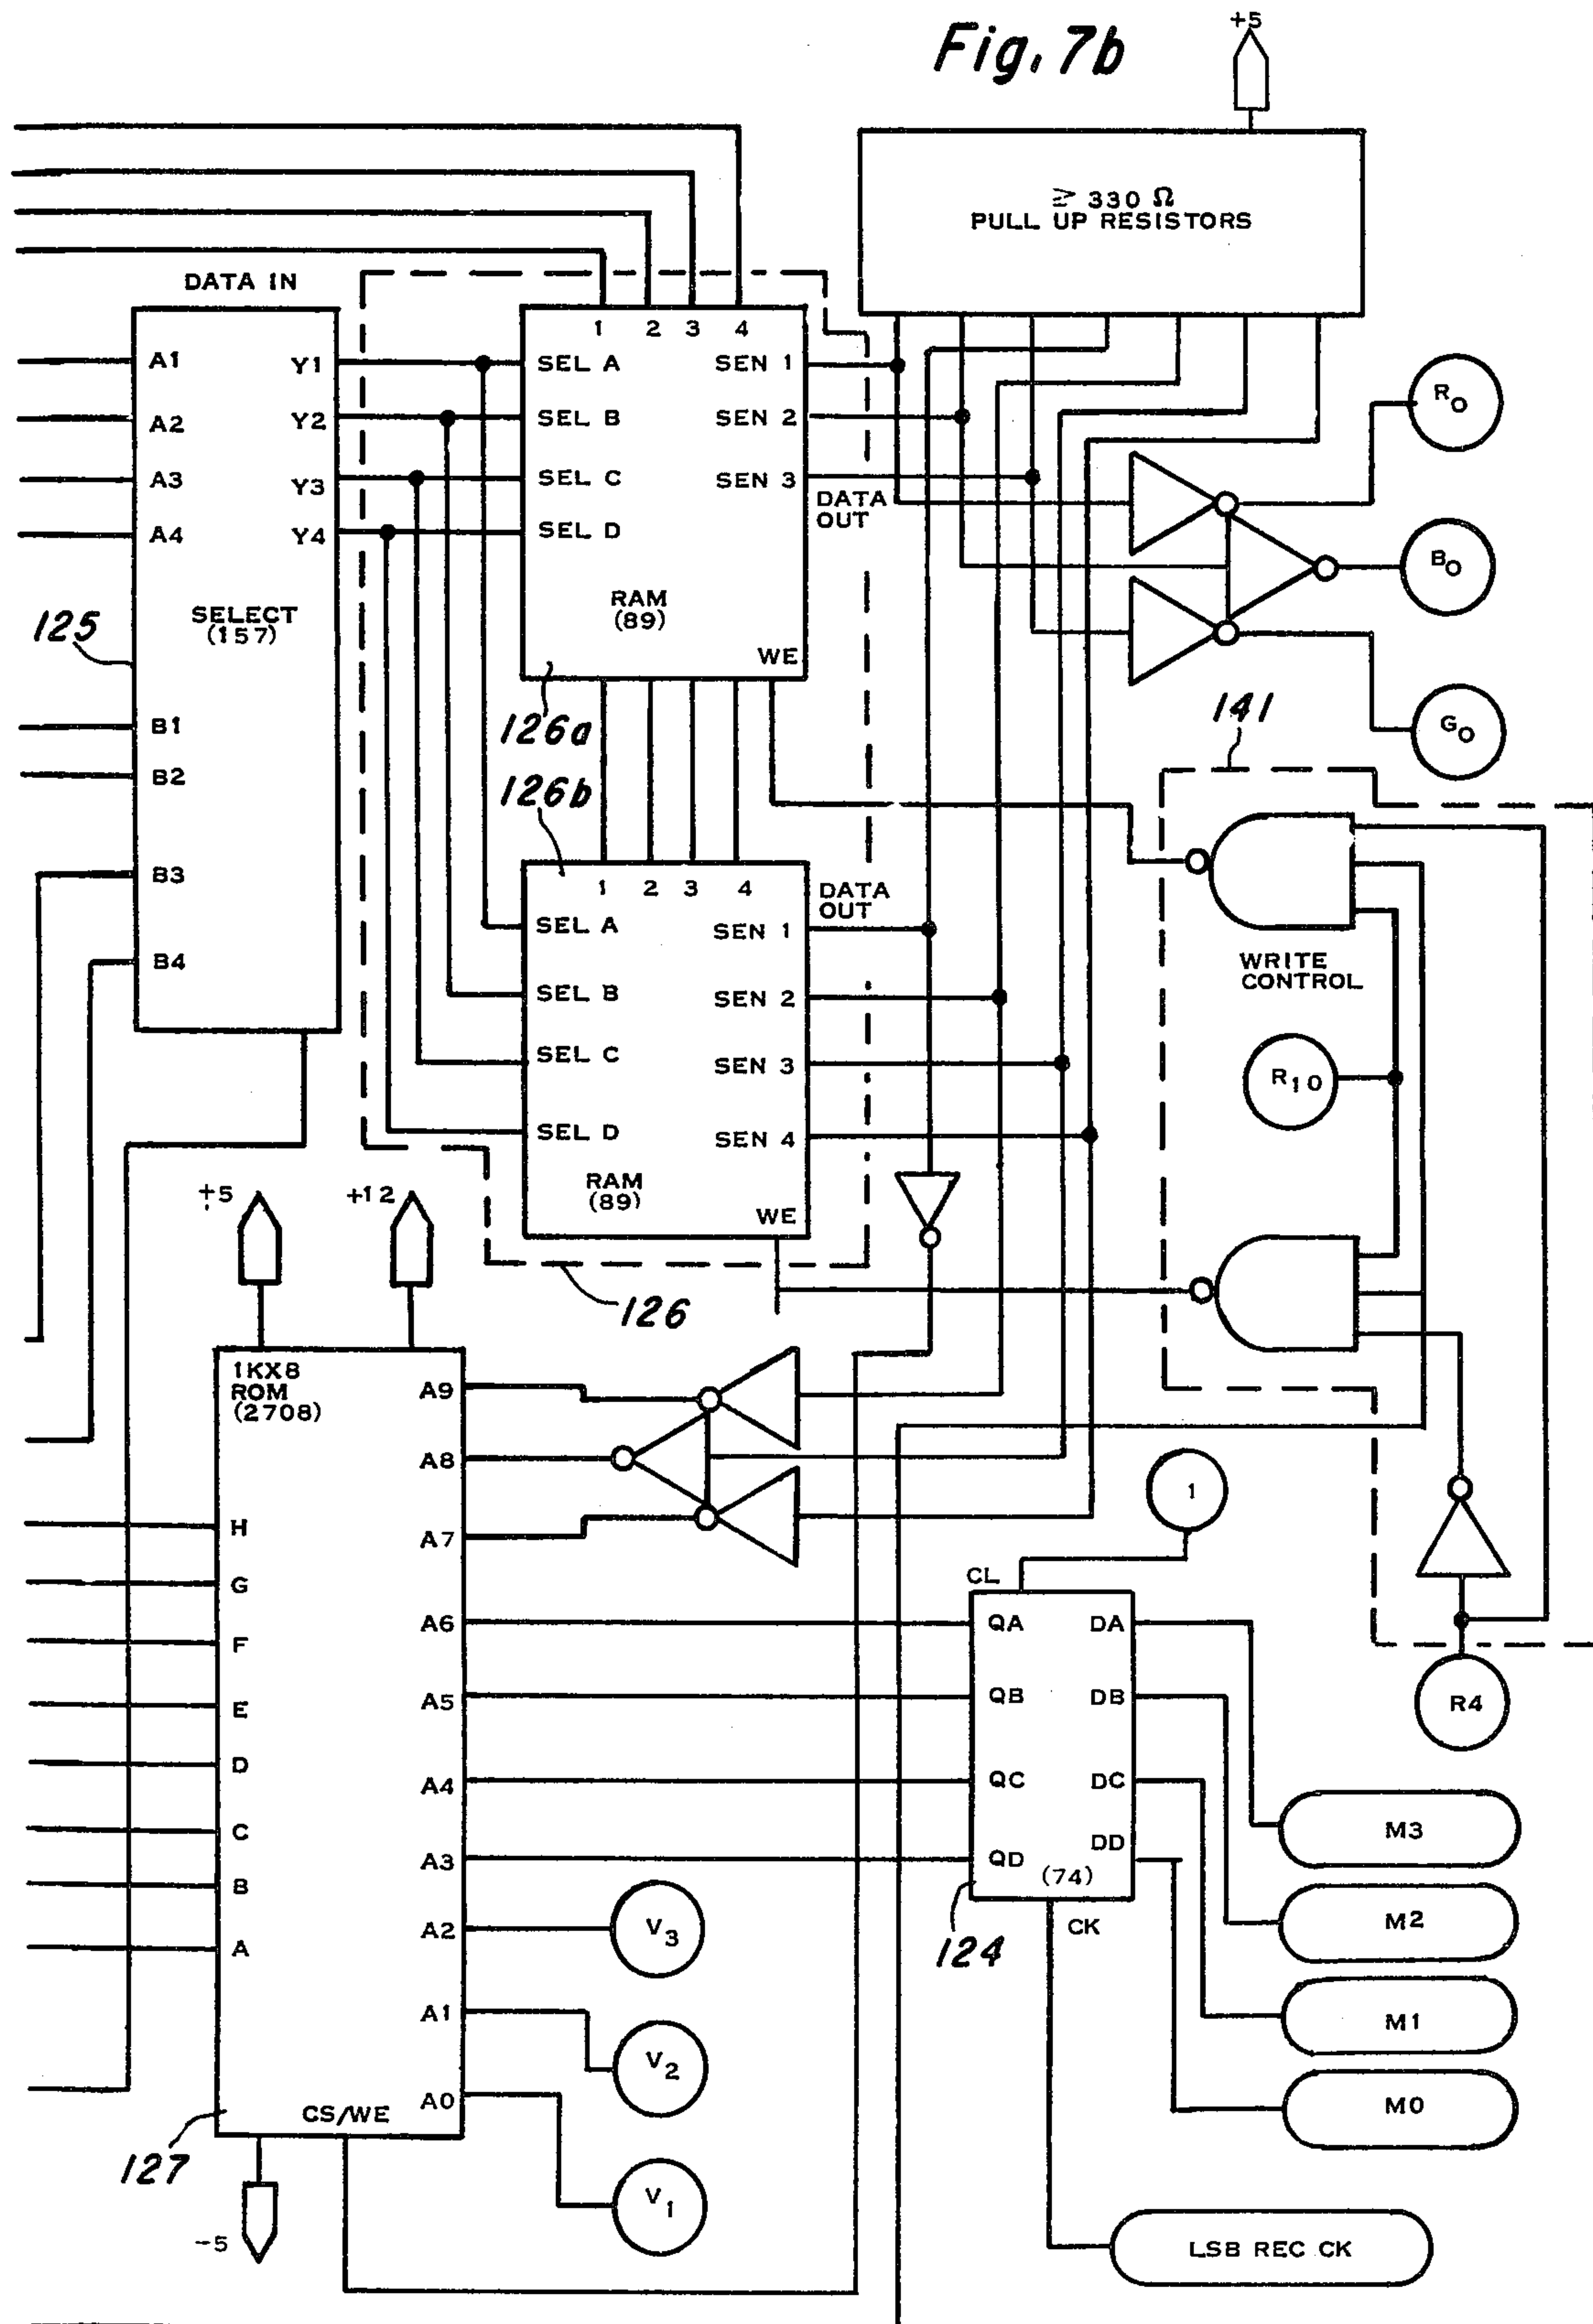 Fig. 7b
+5
≥ 330 Ω
PULL UP RESISTORS
DATA IN
A1
A2
A3
A4
Y1
Y2
Y3
Y4
SELECT
(157)
125
B1
B2
B3
B4
1 2 3 4
SEL A
SEL B
SEL C
SEL D
SEN 1
SEN 2
SEN 3
DATA
OUT
RAM
(89)
WE
126a
126b
1 2 3 4
DATA
OUT
SEL A
SEL B
SEL C
SEL D
SEN 1
SEN 2
SEN 3
SEN 4
RAM
(89)
WE
126
RO
BO
GO
141
WRITE
CONTROL
R10
R4
+5
+12
1KX8
ROM
(2708)
H
G
F
E
D
C
B
A
A9
A8
A7
A6
A5
A4
A3
A2
A1
A0
CS/WE
127
-5
V3
V2
V1
1
CL
QA
QB
QC
QD
DA
DB
DC
DD
(74)
CK
124
M3
M2
M1
M0
LSB REC CK